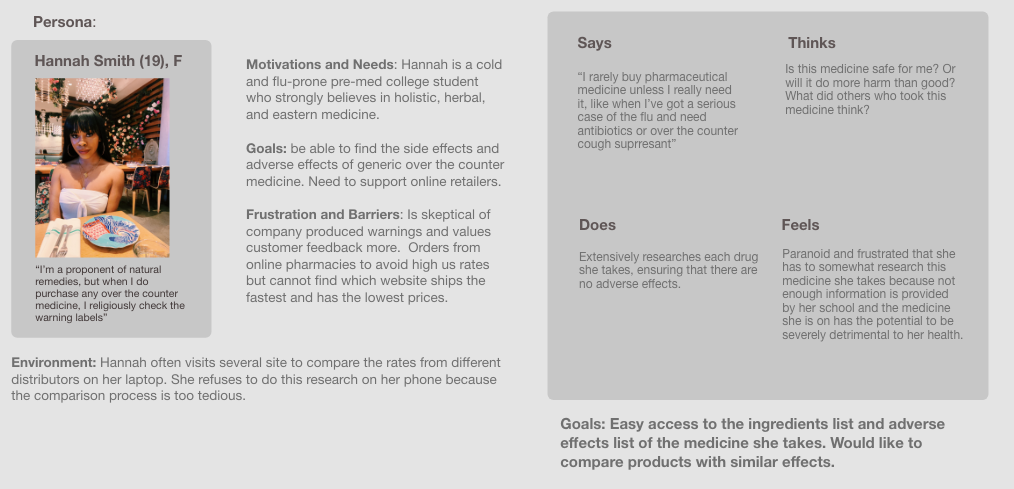 Persona:
Hannah Smith (19), F
“I'm a proponent of natural
remedies, but when I do
purchase any over the counter
medicine, I religiously check the
warning labels”
Motivations and Needs: Hannah is a cold
and flu-prone pre-med college student
who strongly believes in holistic, herbal,
and eastern medicine.
Goals: be able to find the side effects and
adverse effects of generic over the counter
medicine. Need to support online retailers.
Frustration and Barriers: Is skeptical of
company produced warnings and values
customer feedback more. Orders from
online pharmacies to avoid high us rates
but cannot find which website ships the
fastest and has the lowest prices.
Environment: Hannah often visits several site to compare the rates from different
distributors on her laptop. She refuses to do this research on her phone because
the comparison process is too tedious.
Says
“I rarely buy pharmaceutical
medicine unless I really need
it, like when I've got a serious
case of the flu and need
antibiotics or over the counter
cough suprresant”
Thinks
Is this medicine safe for me? Or
will it do more harm than good?
What did others who took this
medicine think?
Does
Extensively researches each drug
she takes, ensuring that there are
no adverse effects.
Feels
Paranoid and frustrated that she
has to somewhat research this
medicine she takes because not
enough information is provided
by her school and the medicine
she is on has the potential to be
severely detrimental to her health.
Goals: Easy access to the ingredients list and adverse
effects list of the medicine she takes. Would like to
compare products with similar effects.